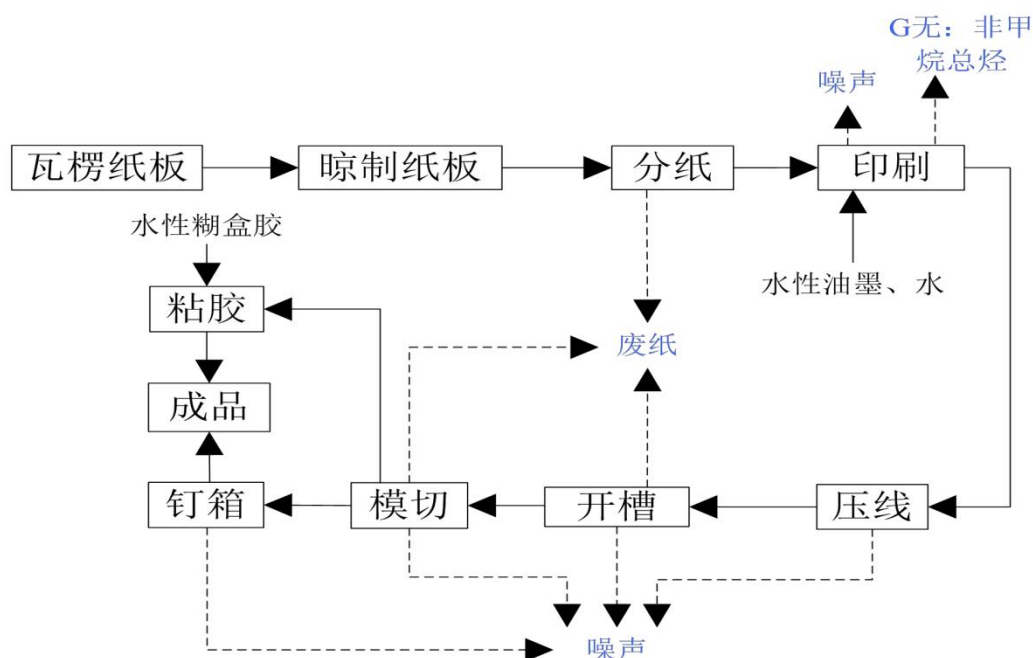 G无：非甲
烷总烃
噪声
瓦楞纸板
晾制纸板
分纸
印刷
水性糊盒胶
水性油墨、水
粘胶
废纸
成品
钉箱
模切
开槽
压线
噪声